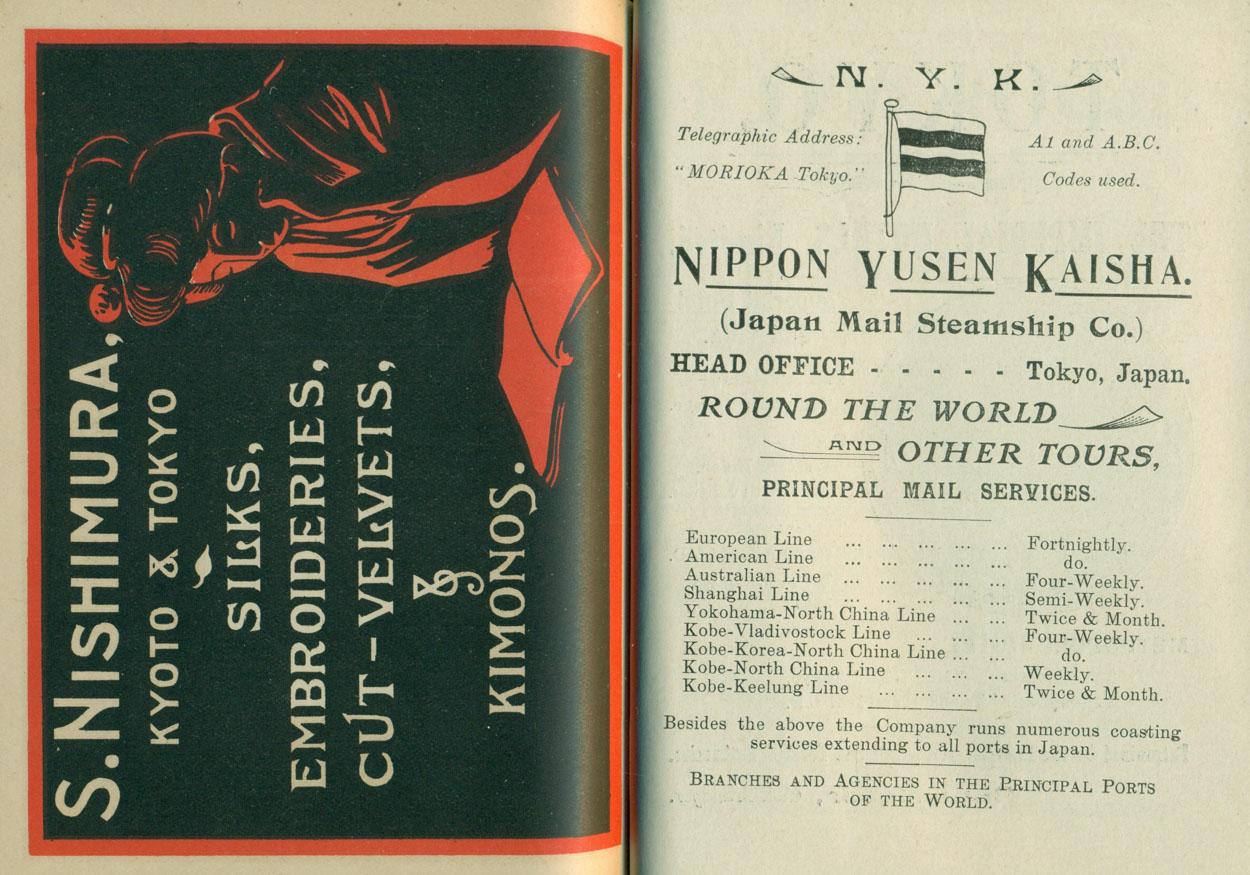 S. NISHIMURA,
KYOTO & TOKYO
SILKS,
EMBROIDERIES,
CUT-VELVETS,
&
KIMONOS.
N. Y. K.
Telegraphic Address:
"MORIOKA Tokyo."
A1 and A.B.C.
Codes used.
NIPPON YUSEN KAISHA.
(Japan Mail Steamship Co.)
HEAD OFFICE - - - - - Tokyo, Japan.
ROUND THE WORLD
AND OTHER TOURS,
PRINCIPAL MAIL SERVICES.
European Line ... ... ... ... ... Fortnightly.
American Line ... ... ... ... ... do.
Australian Line ... ... ... ... ... Four-Weekly.
Shanghai Line ... ... ... ... ... Semi-Weekly.
Yokohama-North China Line ... ... Twice & Month.
Kobe-Vladivostock Line ... ... ... Four-Weekly.
Kobe-Korea-North China Line ... ... do.
Kobe-North China Line ... ... ... Weekly.
Kobe-Keelung Line ... ... ... ... Twice & Month.
Besides the above the Company runs numerous coasting
services extending to all ports in Japan.
BRANCHES AND AGENCIES IN THE PRINCIPAL PORTS
OF THE WORLD.